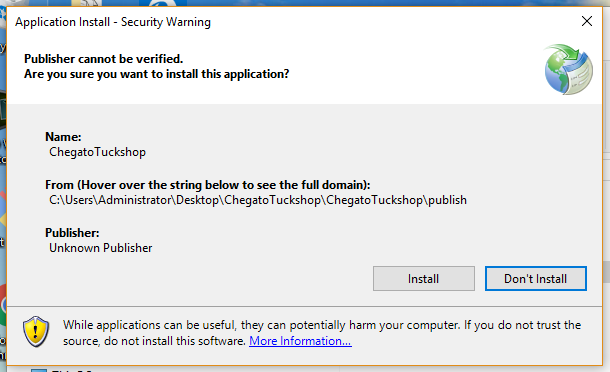 Application Install - Security Warning
Publisher cannot be verified.
Are you sure you want to install this application?
Name:
ChegatoTuckshop
From (Hover over the string below to see the full domain):
C:\Users\Administrator\Desktop\ChegatoTuckshop\ChegatoTuckshop\publish
Publisher:
Unknown Publisher
Install
Don't Install
While applications can be useful, they can potentially harm your computer. If you do not trust the
source, do not install this software. More Information...